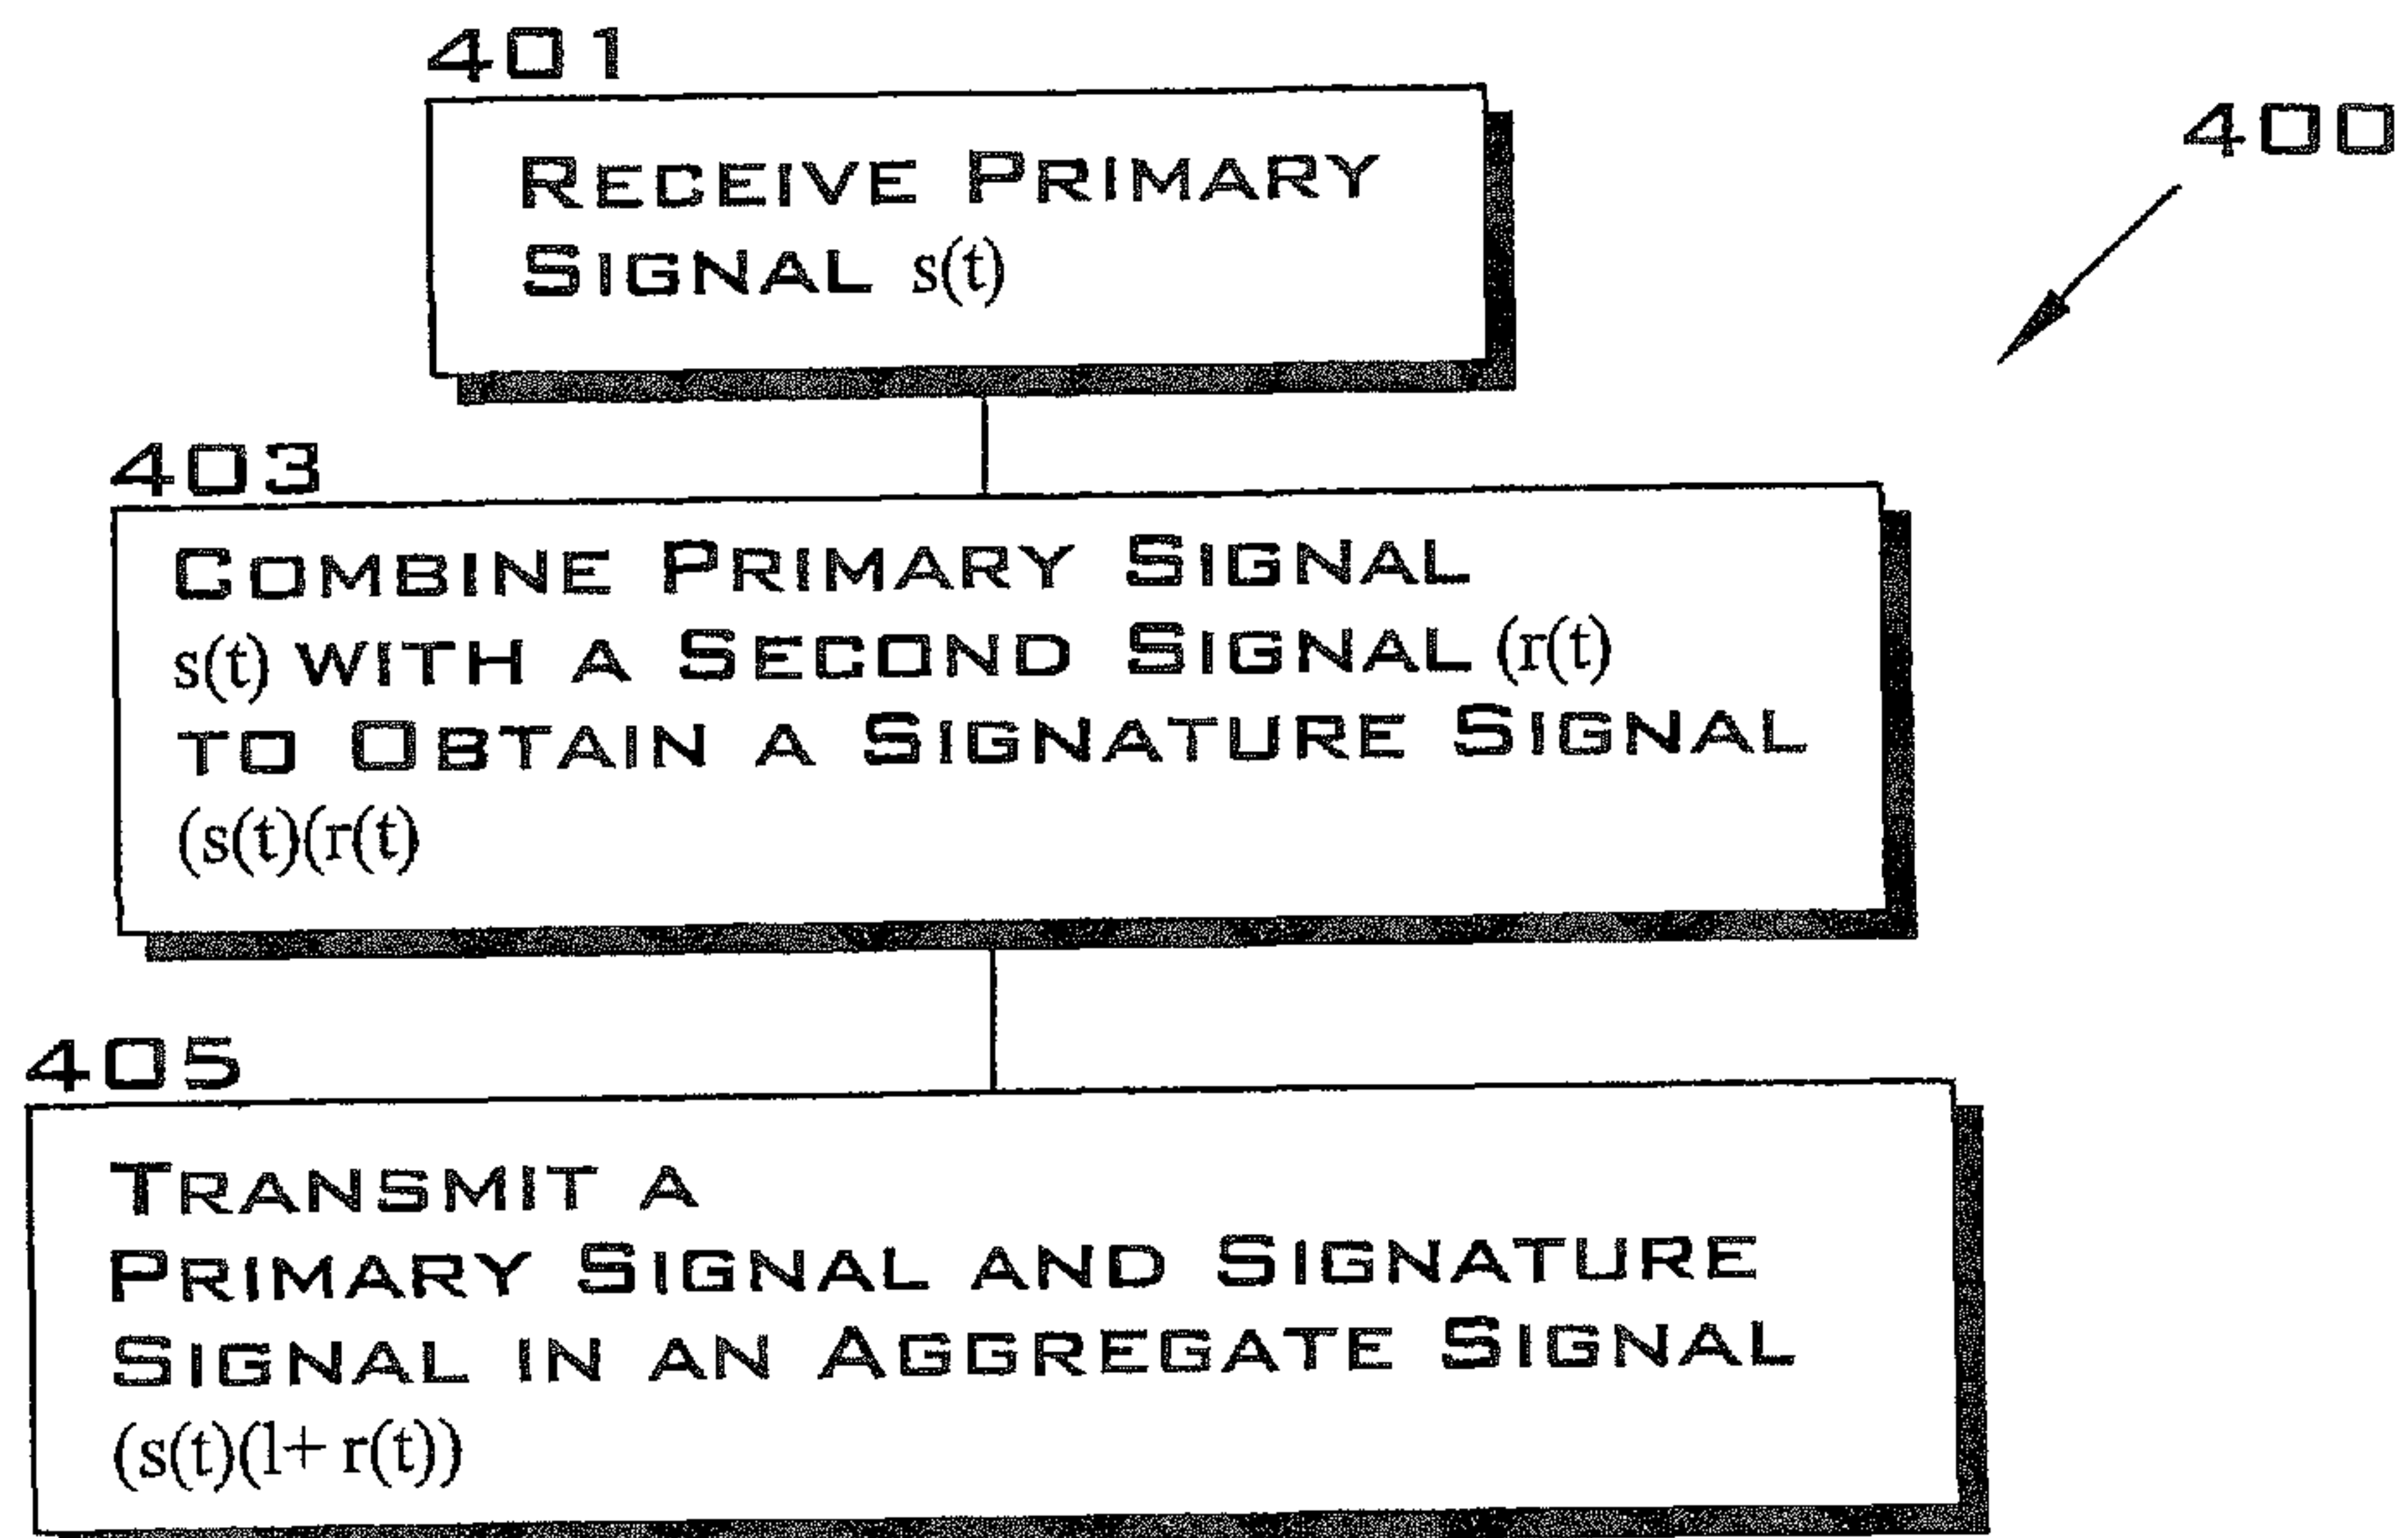 401
RECEIVE PRIMARY
SIGNAL s(t)
400
403
COMBINE PRIMARY SIGNAL
s(t) WITH A SECOND SIGNAL (r(t)
TO OBTAIN A SIGNATURE SIGNAL
(s(t)(r(t)
405
TRANSMIT A
PRIMARY SIGNAL AND SIGNATURE
SIGNAL IN AN AGGREGATE SIGNAL
(s(t)(1+ r(t))